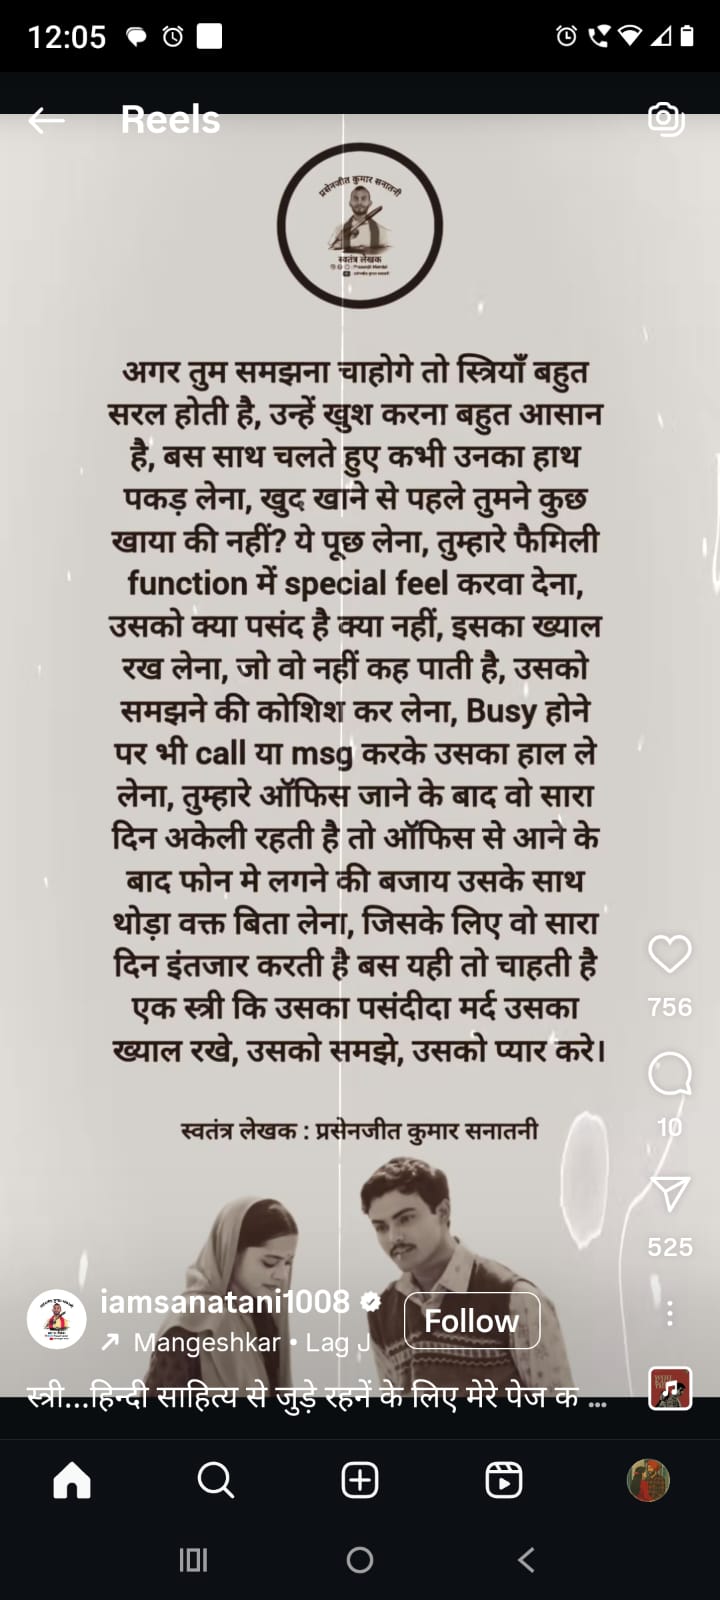 12:05
Reels
प्रसेनजीत कुमार सनातनी
स्वतंत्र लेखक
अगर तुम समझना चाहोगे तो स्त्रियाँ बहुत
सरल होती है, उन्हें खुश करना बहुत आसान
है, बस साथ चलते हुए कभी उनका हाथ
पकड़ लेना, खुद खाने से पहले तुमने कुछ
खाया की नहीं? ये पूछ लेना, तुम्हारे फैमिली
function में special feel करवा देना,
उसको क्या पसंद है क्या नहीं, इसका ख्याल
रख लेना, जो वो नहीं कह पाती है, उसको
समझने की कोशिश कर लेना, Busy होने
पर भी call या msg करके उसका हाल ले
लेना, तुम्हारे ऑफिस जाने के बाद वो सारा
दिन अकेली रहती है तो ऑफिस से आने के
बाद फोन मे लगने की बजाय उसके साथ
थोड़ा वक्त बिता लेना, जिसके लिए वो सारा
दिन इंतजार करती है बस यही तो चाहती है
एक स्त्री कि उसका पसंदीदा मर्द उसका
ख्याल रखे, उसको समझे, उसको प्यार करे।
स्वतंत्र लेखक : प्रसेनजीत कुमार सनातनी
756
10
525
iamsanatani1008
Follow
Mangeshkar • Lag J
स्त्री...हिन्दी साहित्य से जुड़े रहनें के लिए मेरे पेज क ...